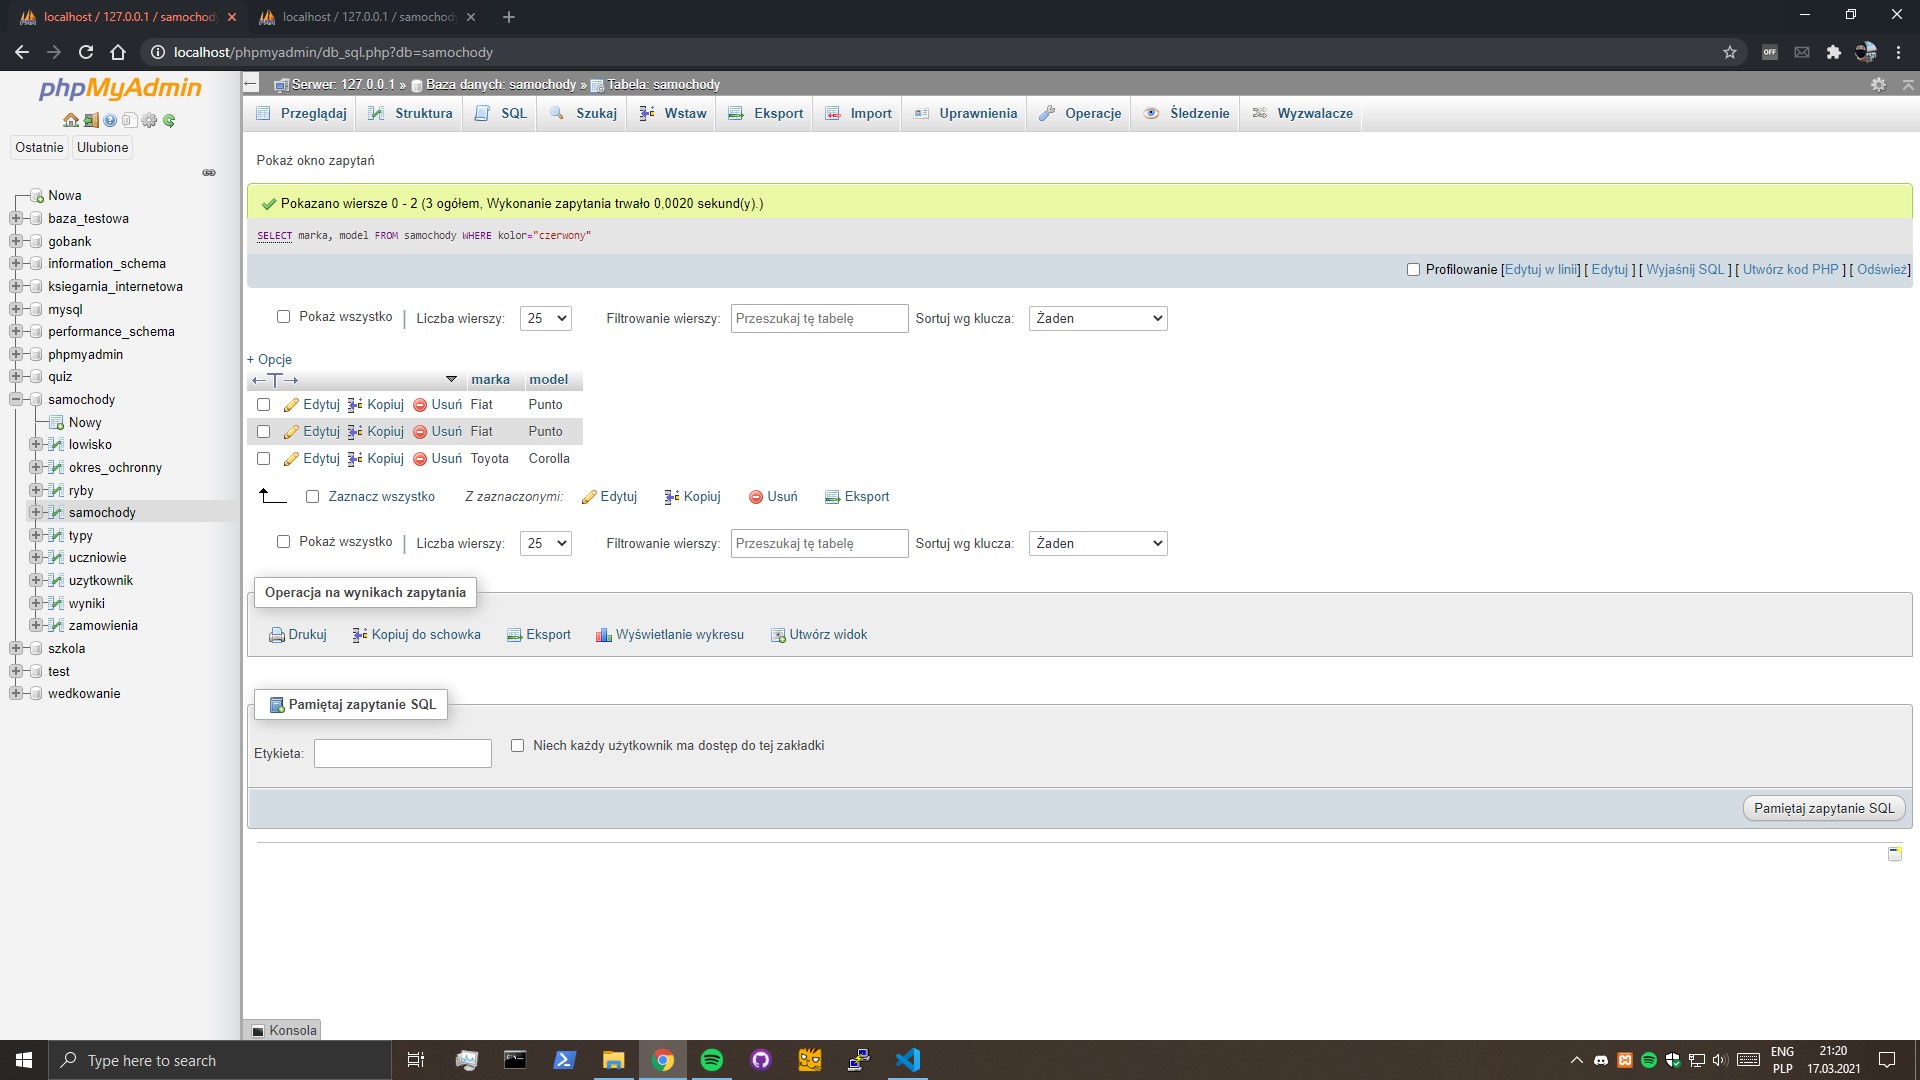 localhost / 127.0.0.1 / samochod
localhost / 127.0.0.1 / samochod
localhost/phpmyadmin/db_sql.php?db=samochody
OFF
phpMyAdmin
Ostatnie
Ulubione
Nowa
baza_testowa
gobank
information_schema
ksiegarnia_internetowa
mysql
performance_schema
phpmyadmin
quiz
samochody
Nowy
lowisko
okres_ochronny
ryby
samochody
typy
uczniowie
uzytkownik
wyniki
zamowienia
szkola
test
wedkowanie
Serwer: 127.0.0.1 » Baza danych: samochody » Tabela: samochody
Przeglądaj Struktura SQL Szukaj Wstaw Eksport Import Uprawnienia Operacje Śledzenie Wyzwalacze
Pokaż okno zapytań
Pokazano wiersze 0 - 2 (3 ogółem, Wykonanie zapytania trwało 0,0020 sekund(y).)
SELECT marka, model FROM samochody WHERE kolor="czerwony"
Profilowanie [Edytuj w linii] [ Edytuj ] [ Wyjaśnij SQL ] [ Utwórz kod PHP ] [ Odśwież]
Pokaż wszystko | Liczba wierszy: 25 Filtrowanie wierszy: Przeszukaj tę tabelę Sortuj wg klucza: Żaden
+ Opcje
←T→ marka model
Edytuj Kopiuj Usuń Fiat Punto
Edytuj Kopiuj Usuń Fiat Punto
Edytuj Kopiuj Usuń Toyota Corolla
Zaznacz wszystko Z zaznaczonymi: Edytuj Kopiuj Usuń Eksport
Pokaż wszystko | Liczba wierszy: 25 Filtrowanie wierszy: Przeszukaj tę tabelę Sortuj wg klucza: Żaden
Operacja na wynikach zapytania
Drukuj Kopiuj do schowka Eksport Wyświetlanie wykresu Utwórz widok
Pamiętaj zapytanie SQL
Etykieta: Niech każdy użytkownik ma dostęp do tej zakładki
Pamiętaj zapytanie SQL
Konsola
Type here to search
ENG
PLP
21:20
17.03.2021